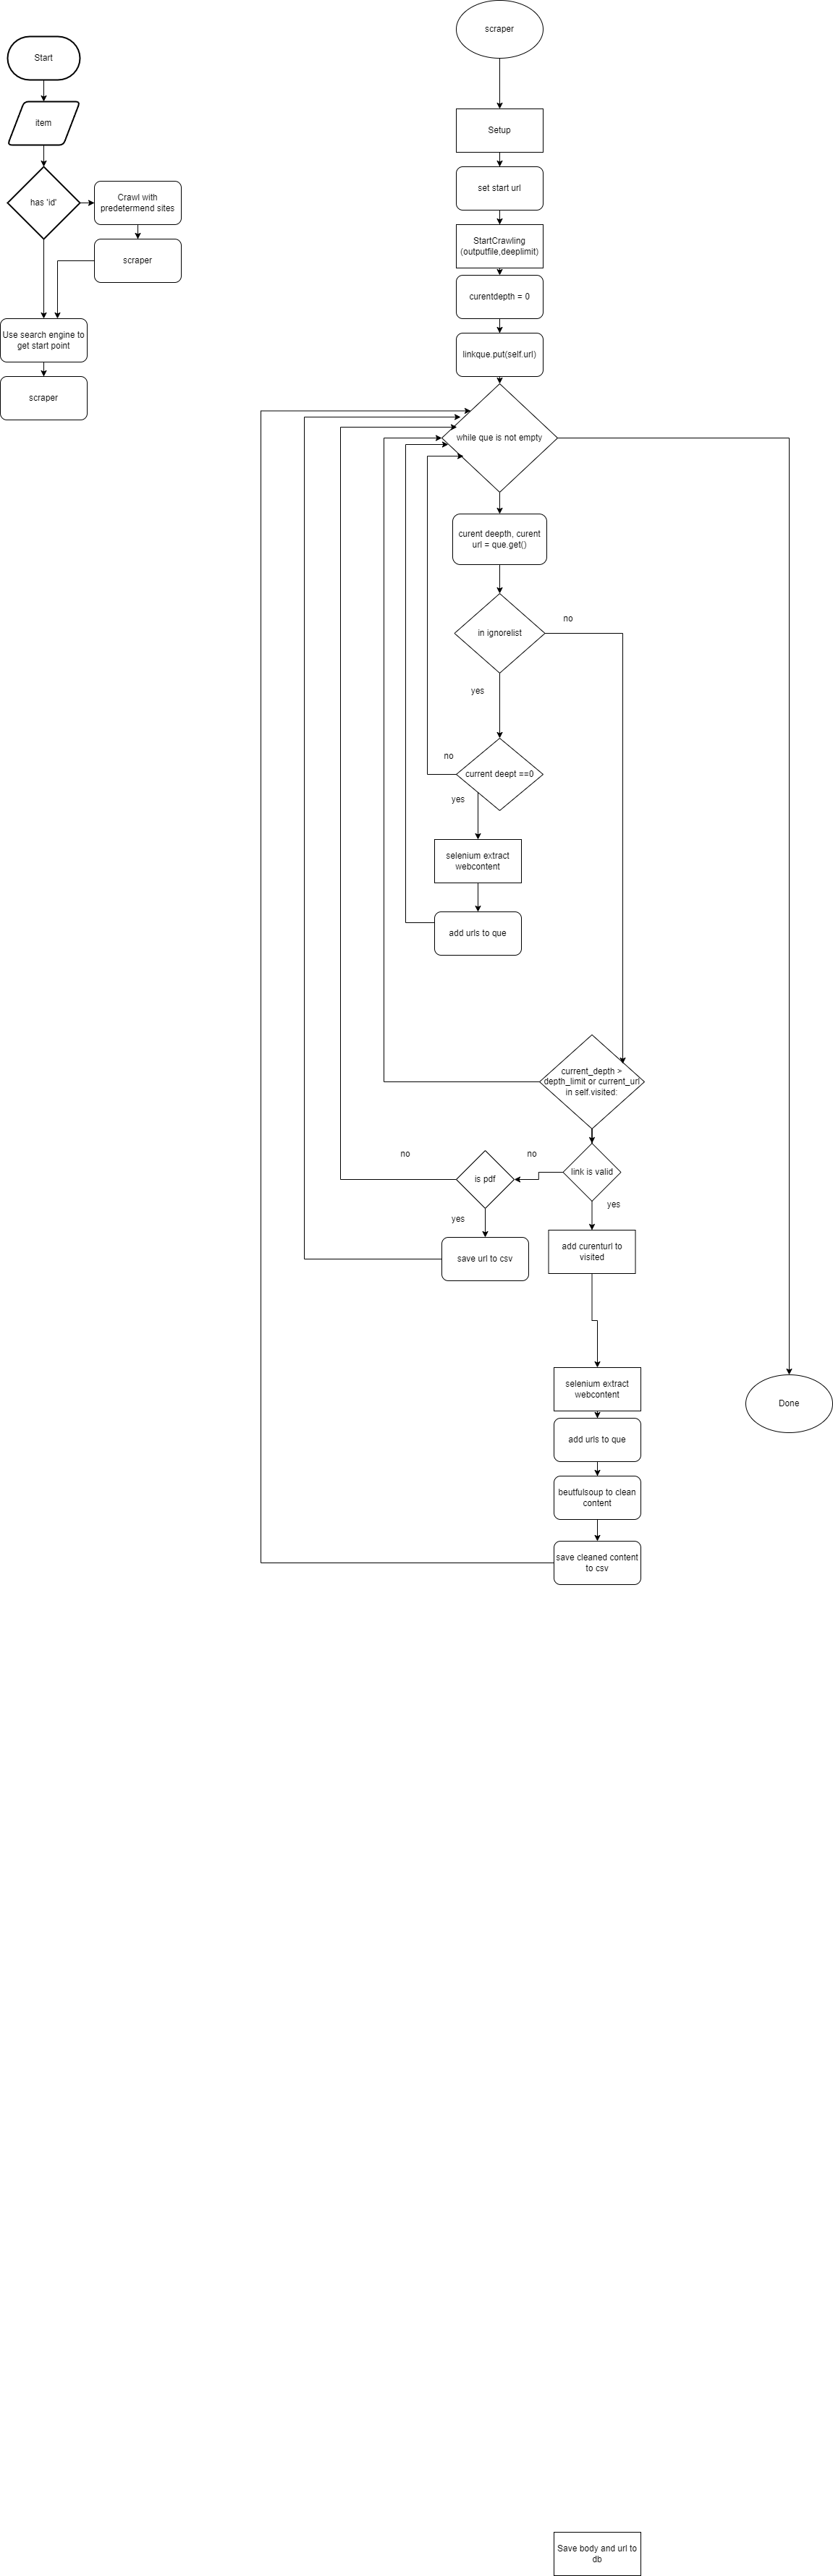 Start
item
has 'id'
Crawl with
predetermend sites
scraper
Use search engine to
get start point
scraper
scraper
Setup
set start url
StartCrawling
(outputfile,deeplimit)
curentdepth = 0
linkque.put(self.url)
while que is not empty
curent deepth, curent
url = que.get()
in ignorelist
no
yes
current deept ==0
no
yes
selenium extract
webcontent
add urls to que
current_depth >
depth_limit or current_url
in self.visited:
link is valid
no
is pdf
no
yes
yes
save url to csv
add curenturl to
visited
selenium extract
webcontent
add urls to que
beutfulsoup to clean
content
save cleaned content
to csv
Done
Save body and url to
db